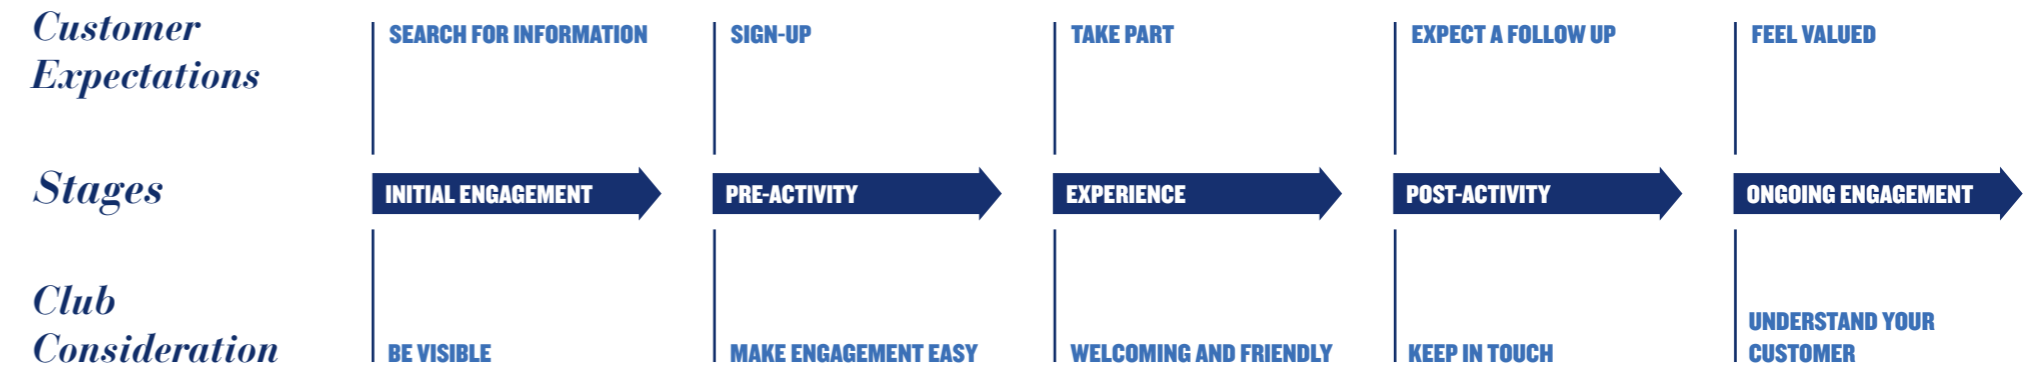 Customer
Expectations
SEARCH FOR INFORMATION
SIGN-UP
TAKE PART
EXPECT A FOLLOW UP
FEEL VALUED
Stages
INITIAL ENGAGEMENT
PRE-ACTIVITY
EXPERIENCE
POST-ACTIVITY
ONGOING ENGAGEMENT
Club
Consideration
BE VISIBLE
MAKE ENGAGEMENT EASY
WELCOMING AND FRIENDLY
KEEP IN TOUCH
UNDERSTAND YOUR
CUSTOMER